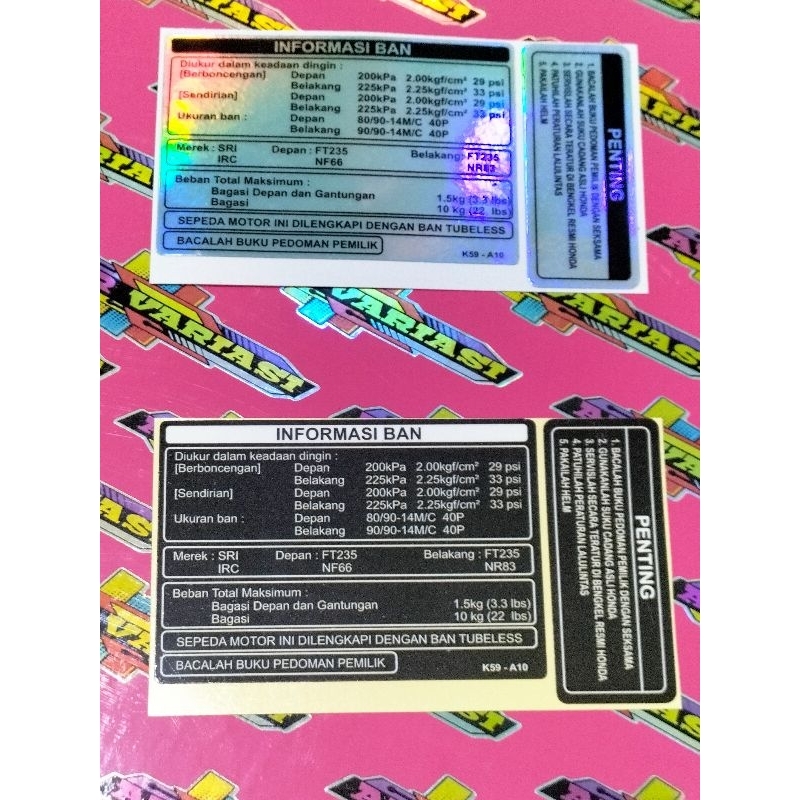 INFORMASI BAN
Diukur dalam keadaan dingin :
[Berboncengan] Depan 200kPa 2.00kgf/cm² 29 psi
Belakang 225kPa 2.25kgf/cm² 33 psi
[Sendirian] Depan 200kPa 2.00kgf/cm² 29 psi
Belakang 225kPa 2.25kgf/cm² 33 psi
Ukuran ban : Depan 80/90-14M/C 40P
Belakang 90/90-14M/C 40P
Merek : SRI Depan : FT235 Belakang : FT235
IRC NF66 NR83
Beban Total Maksimum :
Bagasi Depan dan Gantungan 1.5kg (3.3 lbs)
Bagasi 10 kg (22 lbs)
SEPEDA MOTOR INI DILENGKAPI DENGAN BAN TUBELESS
BACALAH BUKU PEDOMAN PEMILIK
K59 - A10
PENTING
1. BACALAH BUKU PEDOMAN PEMILIK DENGAN SEKSAMA
2. GUNAKANLAH SUKU CADANG ASLI HONDA
3. SERVISLAH SECARA TERATUR DI BENGKEL RESMI HONDA
4. PATUHILAH PERATURAN LALULINTAS
5. PAKAILAH HELM
VARIASI
VARIASI
INFORMASI BAN
Diukur dalam keadaan dingin :
[Berboncengan] Depan 200kPa 2.00kgf/cm² 29 psi
Belakang 225kPa 2.25kgf/cm² 33 psi
[Sendirian] Depan 200kPa 2.00kgf/cm² 29 psi
Belakang 225kPa 2.25kgf/cm² 33 psi
Ukuran ban : Depan 80/90-14M/C 40P
Belakang 90/90-14M/C 40P
Merek : SRI Depan : FT235 Belakang : FT235
IRC NF66 NR83
Beban Total Maksimum :
Bagasi Depan dan Gantungan 1.5kg (3.3 lbs)
Bagasi 10 kg (22 lbs)
SEPEDA MOTOR INI DILENGKAPI DENGAN BAN TUBELESS
BACALAH BUKU PEDOMAN PEMILIK
K59 - A10
PENTING
1. BACALAH BUKU PEDOMAN PEMILIK DENGAN SEKSAMA
2. GUNAKANLAH SUKU CADANG ASLI HONDA
3. SERVISLAH SECARA TERATUR DI BENGKEL RESMI HONDA
4. PATUHILAH PERATURAN LALULINTAS
5. PAKAILAH HELM